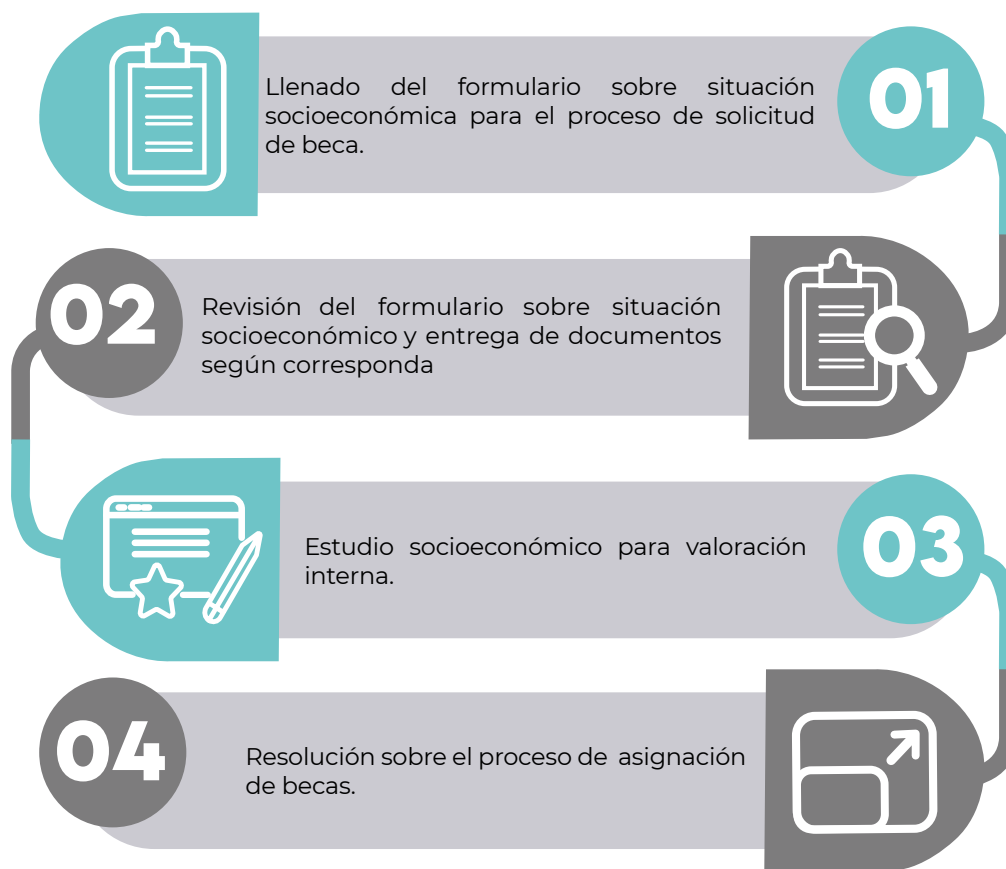 Llenado del formulario sobre situación
socioeconómica para el proceso de solicitud
de beca.
01
02
Revisión del formulario sobre situación
socioeconómico y entrega de documentos
según corresponda
Estudio socioeconómico para valoración
interna.
03
04
Resolución sobre el proceso de asignación
de becas.